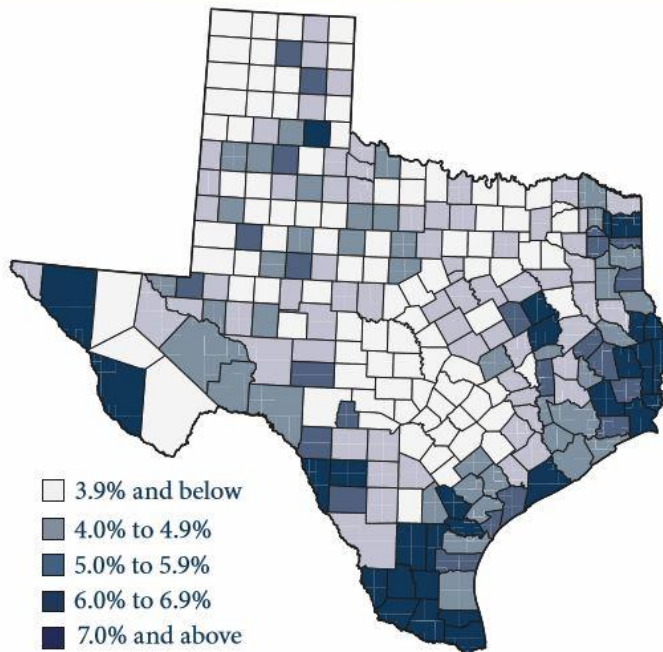 3.9% and below
4.0% to 4.9%
5.0% to 5.9%
6.0% to 6.9%
7.0% and above